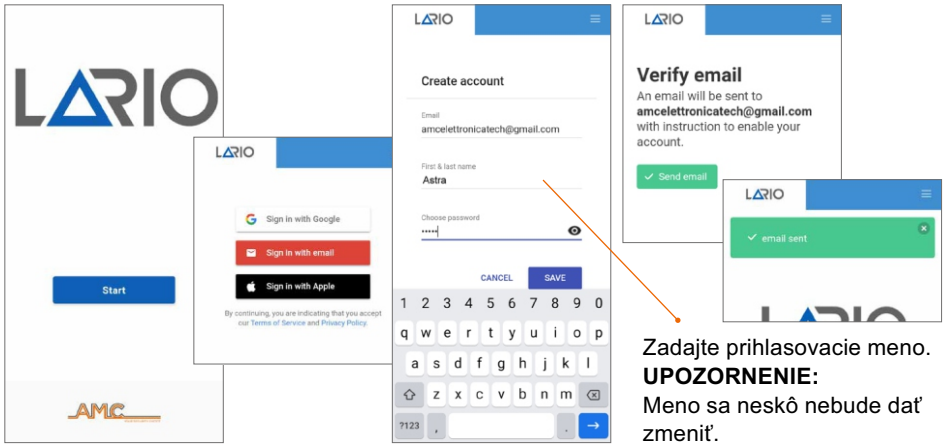 LARIO
Start
AMC
LARIO
Sign in with Google
Sign in with email
Sign in with Apple
By continuing, you are indicating that you accept
our Terms of Service and Privacy Policy.
LARIO
Create account
Email
amcelettronicatech@gmail.com
First & last name
Astra
Choose password
•••••
CANCEL SAVE
1 2 3 4 5 6 7 8 9 0
q w e r t y u i o p
a s d f g h j k l
z x c v b n m
?123 , .
LARIO
Verify email
An email will be sent to
amcelettronicatech@gmail.com
with instruction to enable your
account.
Send email
LARIO
email sent
LARIO
Zadajte prihlasovacie meno.
UPOZORNENIE:
Meno sa neskô nebude dať
zmeniť.